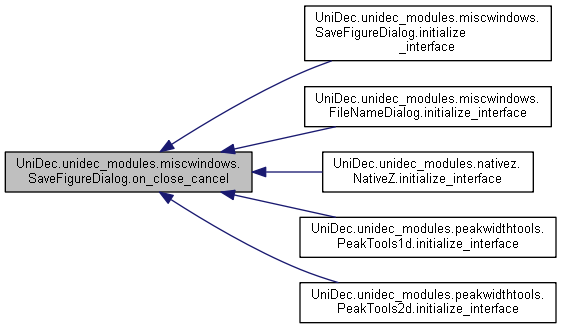 UniDec.unidec_modules.miscwindows.
SaveFigureDialog.initialize
_interface
UniDec.unidec_modules.miscwindows.
FileNameDialog.initialize_interface
UniDec.unidec_modules.miscwindows.
SaveFigureDialog.on_close_cancel
UniDec.unidec_modules.nativez.
NativeZ.initialize_interface
UniDec.unidec_modules.peakwidthtools.
PeakTools1d.initialize_interface
UniDec.unidec_modules.peakwidthtools.
PeakTools2d.initialize_interface